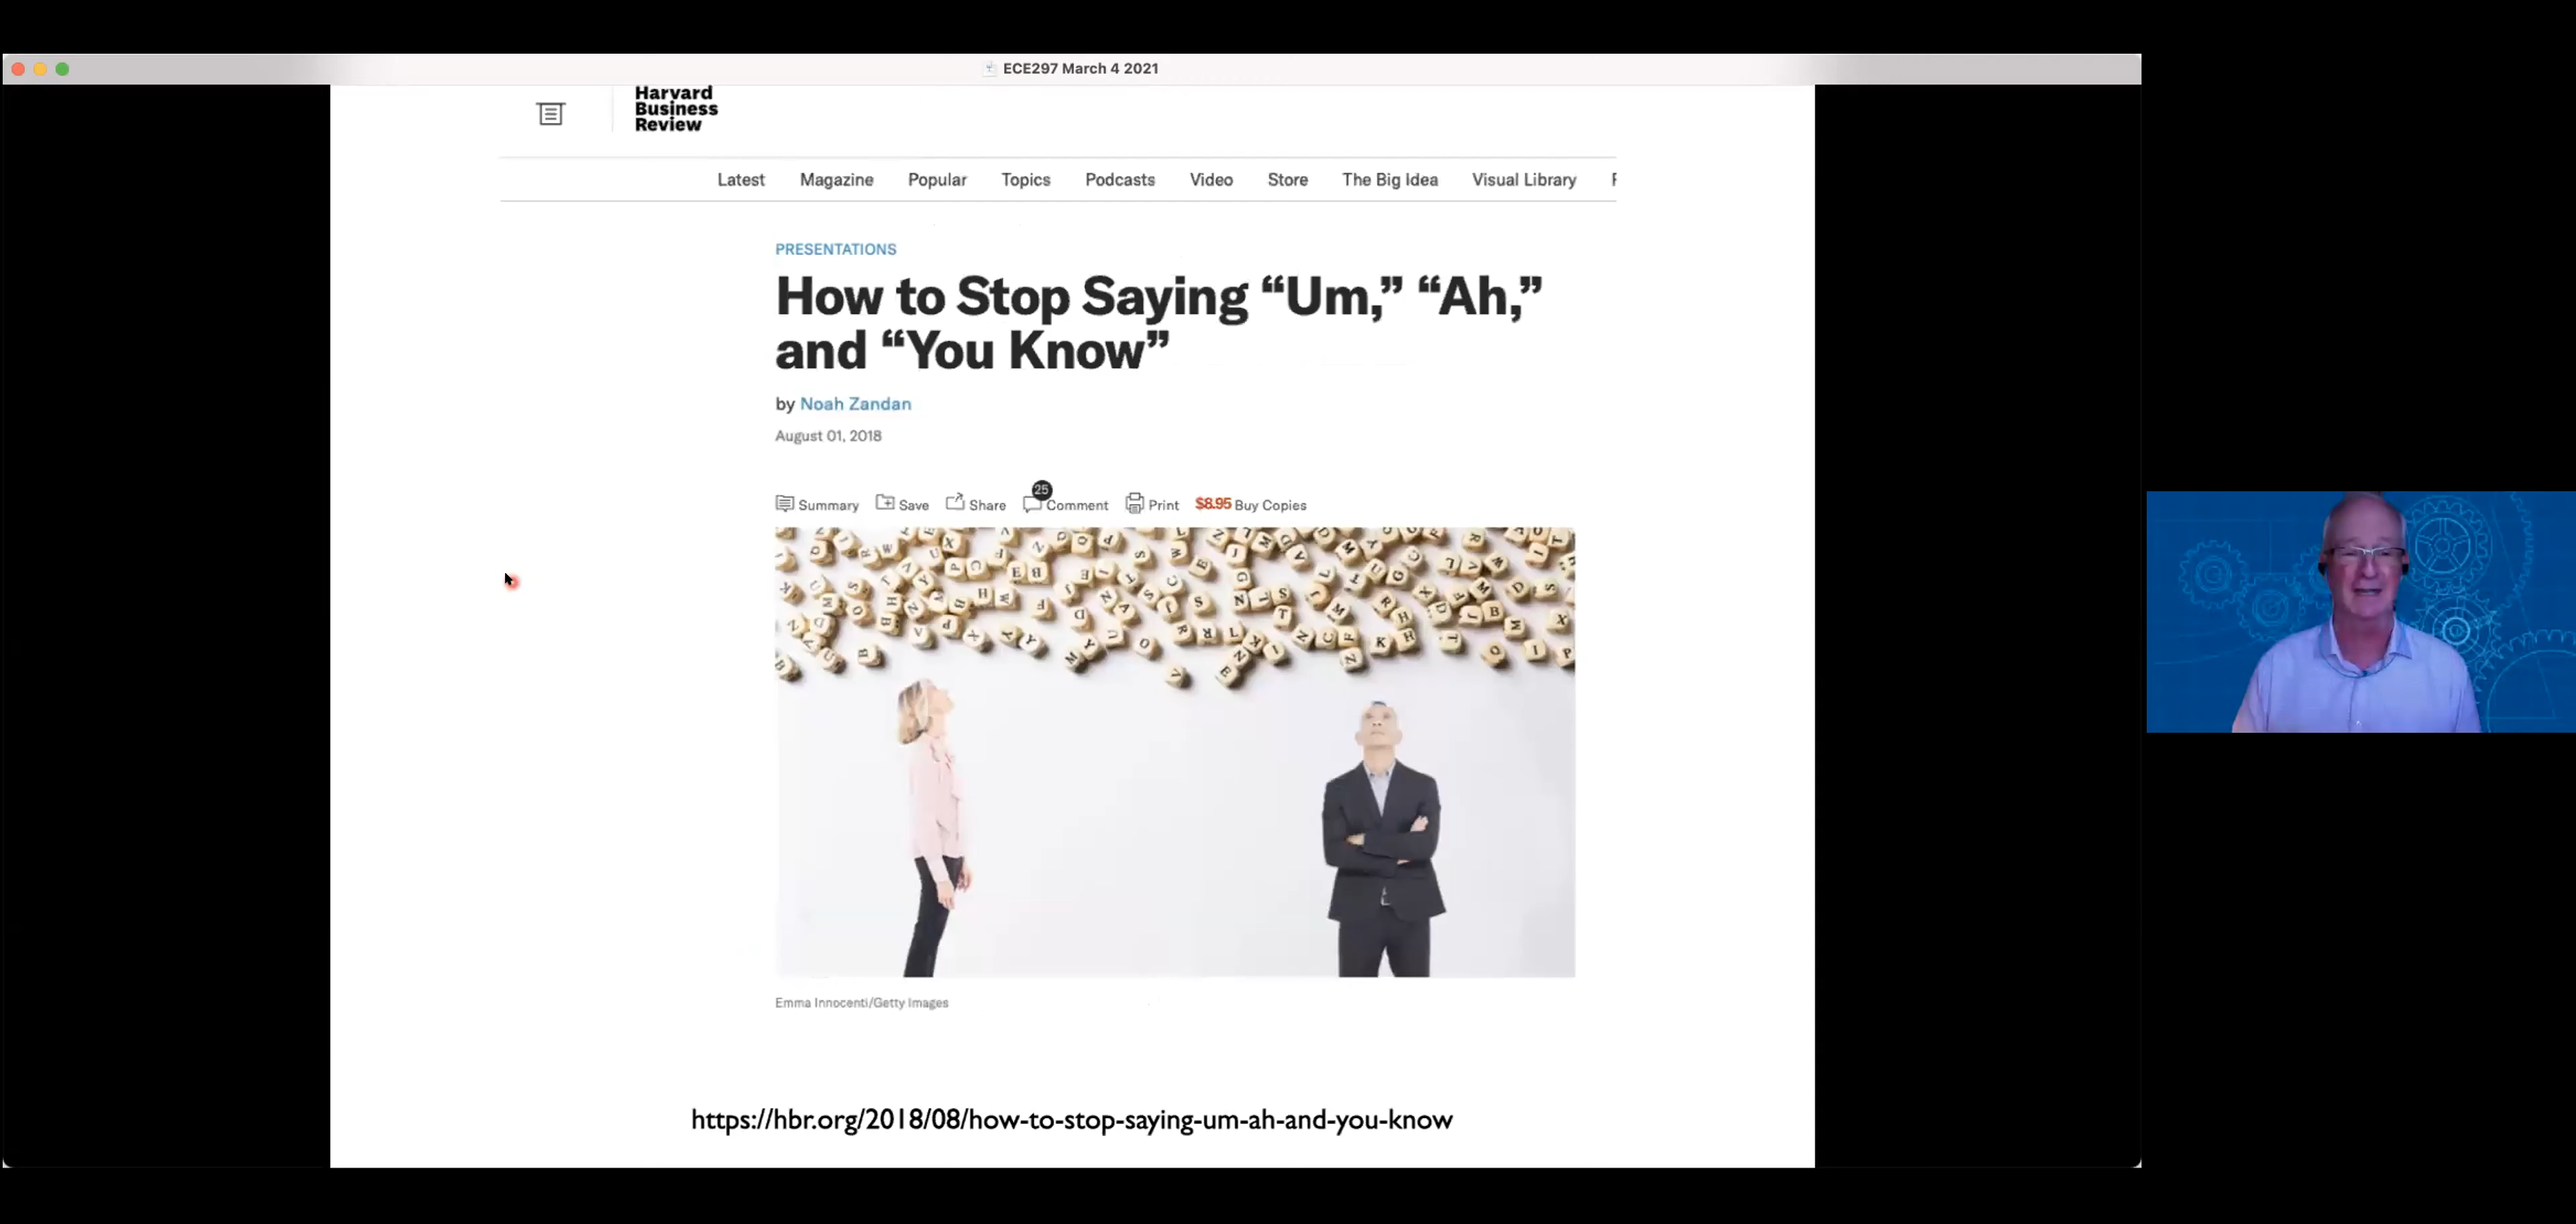 ECE297 March 4 2021
Harvard
Business
Review
Latest Magazine Popular Topics Podcasts Video Store The Big Idea Visual Library
PRESENTATIONS
How to Stop Saying “Um,” “Ah,”
and “You Know”
by Noah Zandan
August 01, 2018
25
Summary Save Share Comment Print $8.95 Buy Copies
Emma Innocenti/Getty Images
https://hbr.org/2018/08/how-to-stop-saying-um-ah-and-you-know